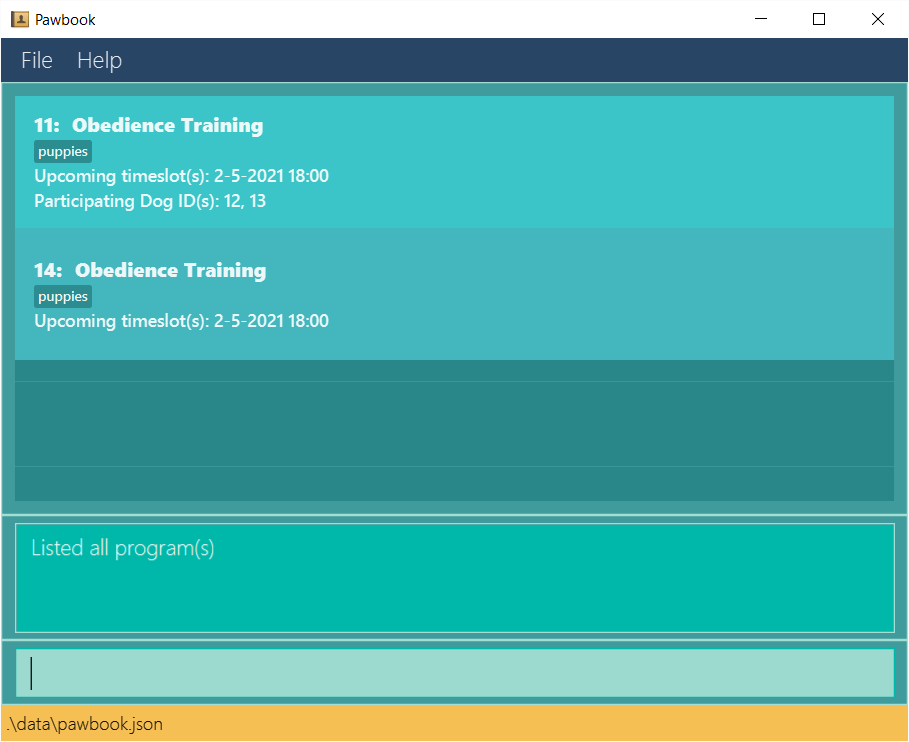 Pawbook
File Help
11: Obedience Training
puppies
Upcoming timeslot(s): 2-5-2021 18:00
Participating Dog ID(s): 12, 13
14: Obedience Training
puppies
Upcoming timeslot(s): 2-5-2021 18:00
Listed all program(s)
.\data\pawbook.json